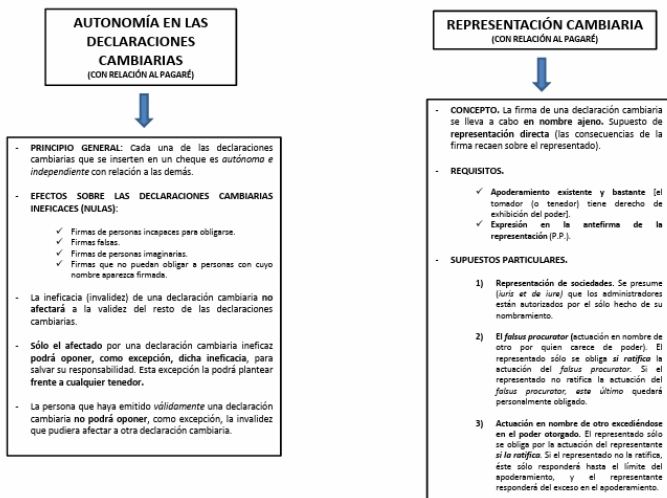 AUTONOMÍA EN LAS
DECLARACIONES
CAMBIARIAS
(CON RELACIÓN AL PAGARÉ)
- PRINCIPIO GENERAL: Cada una de las declaraciones
cambiarias que se inserten en un cheque es autónoma e
independiente con relación a las demás.
- EFECTOS SOBRE LAS DECLARACIONES CAMBIARIAS
INEFICACES (NULAS):
✓ Firmas de personas incapaces para obligarse.
✓ Firmas falsas.
✓ Firmas de personas imaginarias.
✓ Firmas que no puedan obligar a personas con cuyo
nombre aparezca firmada.
- La ineficacia (invalidez) de una declaración cambiaria no
afectará a la validez del resto de las declaraciones
cambiarias.
- Sólo el afectado por una declaración cambiaria ineficaz
podrá oponer, como excepción, dicha ineficacia, para
salvar su responsabilidad. Esta excepción la podrá plantear
frente a cualquier tenedor.
- La persona que haya emitido válidamente una declaración
cambiaria no podrá oponer, como excepción, la invalidez
que pudiera afectar a otra declaración cambiaria.
REPRESENTACIÓN CAMBIARIA
(CON RELACIÓN AL PAGARÉ)
- CONCEPTO. La firma de una declaración cambiaria
se lleva a cabo en nombre ajeno. Supuesto de
representación directa (las consecuencias de la
firma recaen sobre el representado).
- REQUISITOS.
✓ Apoderamiento existente y bastante [el
tomador (o tenedor) tiene derecho de
exhibición del poder].
✓ Expresión en la antefirma de la
representación (P.P.).
- SUPUESTOS PARTICULARES.
1) Representación de sociedades. Se presume
(iuris et de iure) que los administradores
están autorizados por el sólo hecho de su
nombramiento.
2) El falsus procurator (actuación en nombre de
otro por quien carece de poder). El
representado sólo se obliga si ratifica la
actuación del falsus procurator. Si el
representado no ratifica la actuación del
falsus procurator, este último quedará
personalmente obligado.
3) Actuación en nombre de otro excediéndose
en el poder otorgado. El representado sólo
se obliga por la actuación del representante
si la ratifica. Si el representado no la ratifica,
éste sólo responderá hasta el límite del
apoderamiento, y el representante
responderá del exceso en el apoderamiento.